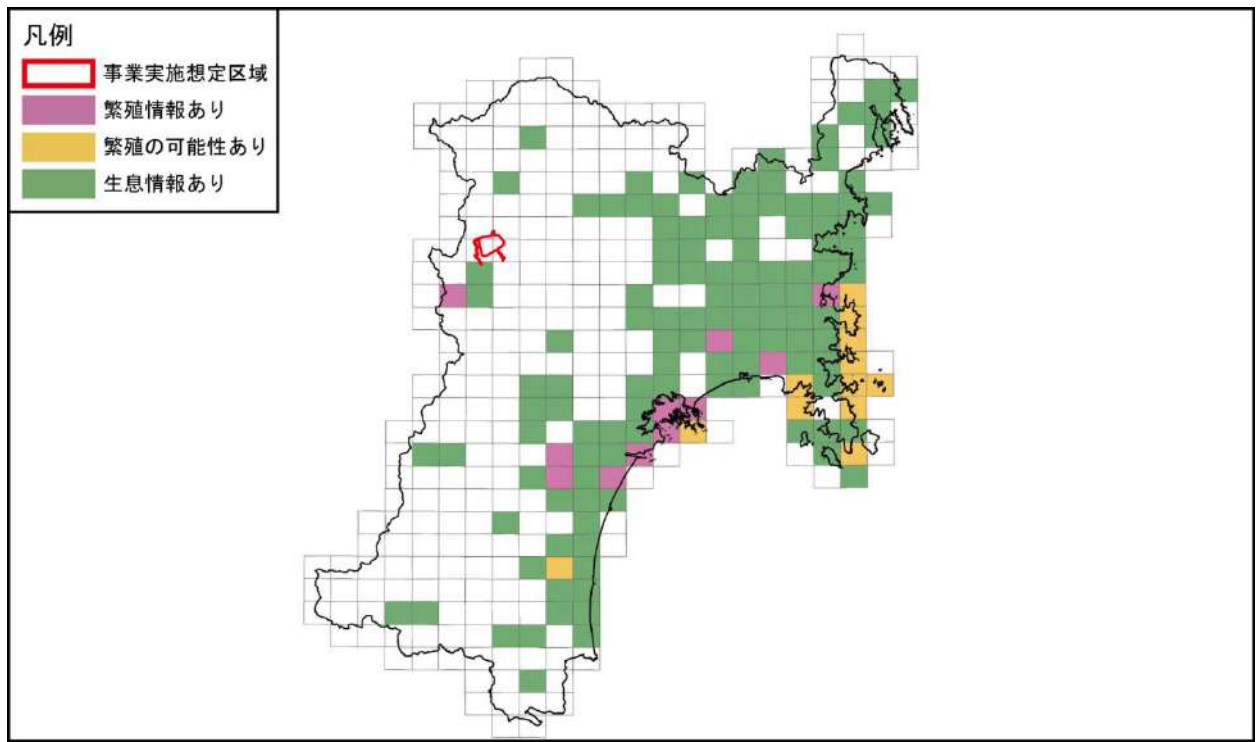 凡例
事業実施想定区域
繁殖情報あり
繁殖の可能性あり
生息情報あり